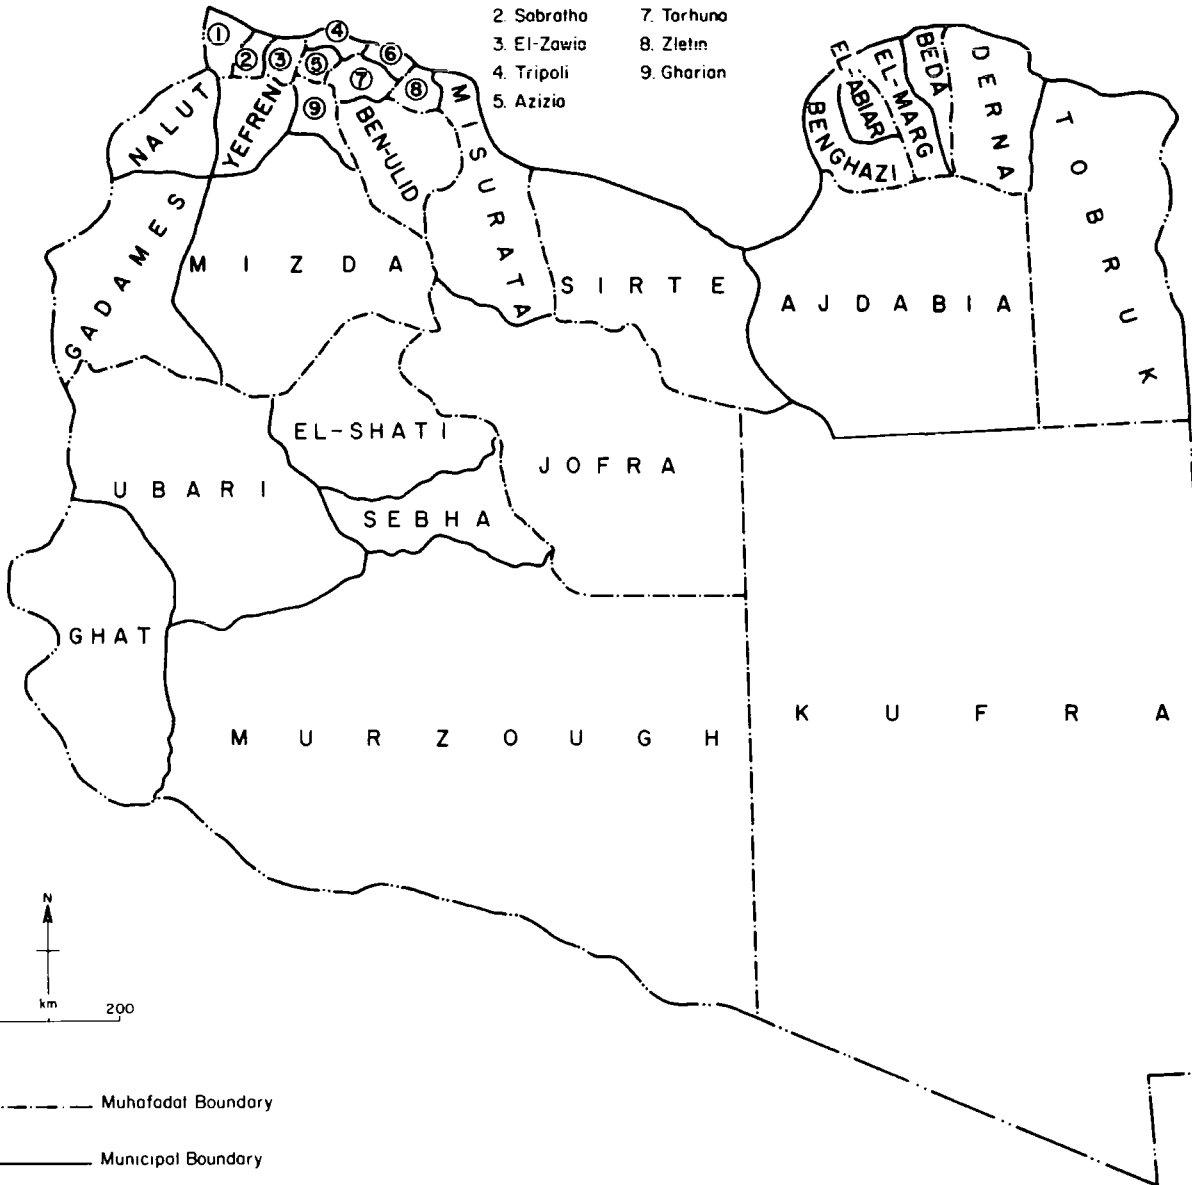 2. Sabratha 7. Tarhuna
3. El-Zawia 8. Zletin
4. Tripoli 9. Gharian
5. Azizia
① ② ③ ④ ⑤ ⑥ ⑦ ⑧ ⑨
NALUT
YEFREN
BEN-ULID
MISURATA
EL-ABIAR
EL-MARG
BEDA
DERNA
BENGHAZI
TOBRUK
GADAMES
MIZDA
SIRTE
AJDABIA
EL-SHATI
JOFRA
UBARI
SEBHA
GHAT
MURZOUGH
KUFRA
N
km 200
Muhafadat Boundary
Municipal Boundary